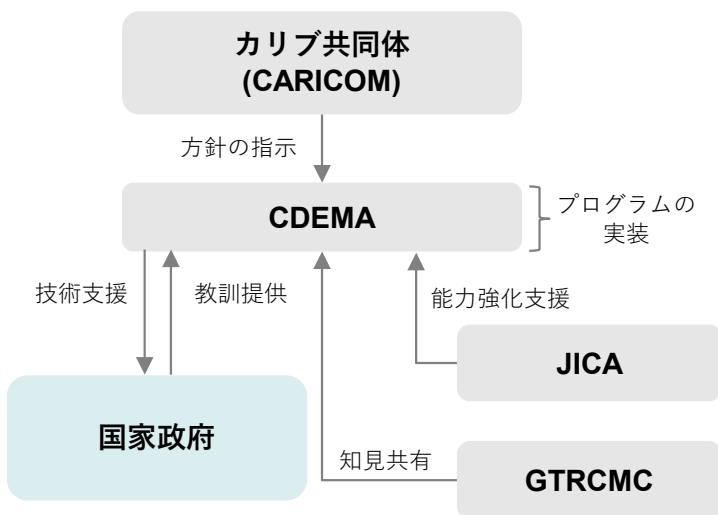 カリブ共同体
(CARICOM)
方針の指示
CDEMA
プログラムの
実装
技術支援
教訓提供
能力強化支援
JICA
国家政府
知見共有
GTRCMC